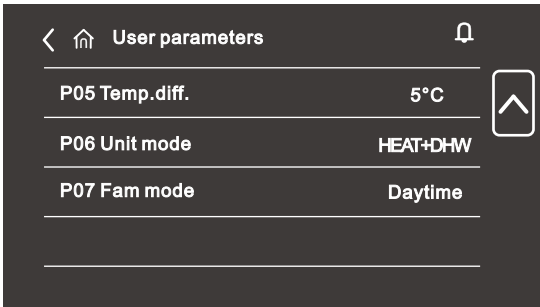 User parameters
P05 Temp.diff. 5°C
P06 Unit mode HEAT+DHW
P07 Fam mode Daytime